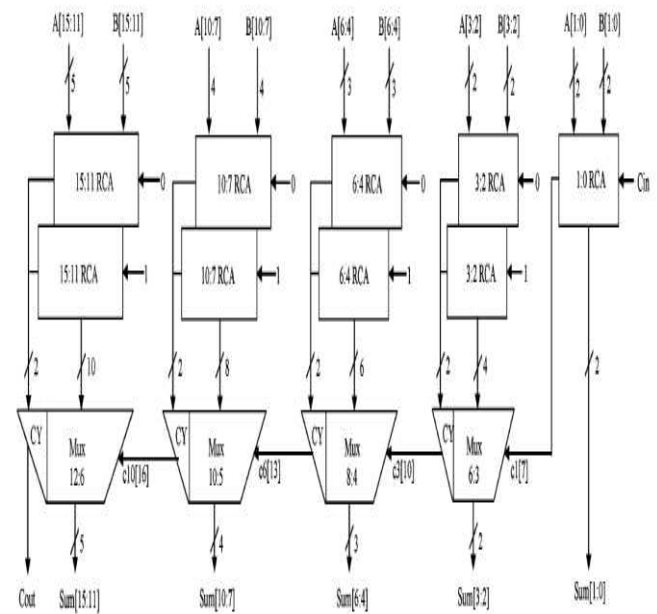 A[15:11] B[15:11] A[10:7] B[10:7] A[6:4] B[6:4] A[3:2] B[3:2] A[1:0] B[1:0]
5 5 4 4 3 3 2 2 2 2
15:11 RCA 0 10:7 RCA 0 6:4 RCA 0 3:2 RCA 0 1:0 RCA Cin
15:11 RCA 1 10:7 RCA 1 6:4 RCA 1 3:2 RCA 1
2 10 2 8 2 6 2 4 2
CY Mux CY Mux CY Mux CY Mux
12:6 c10[16] 10:5 c6[13] 8:4 c3[10] 6:3 c1[7]
5 4 3 2
Cout Sum[15:11] Sum[10:7] Sum[6:4] Sum[3:2] Sum[1:0]